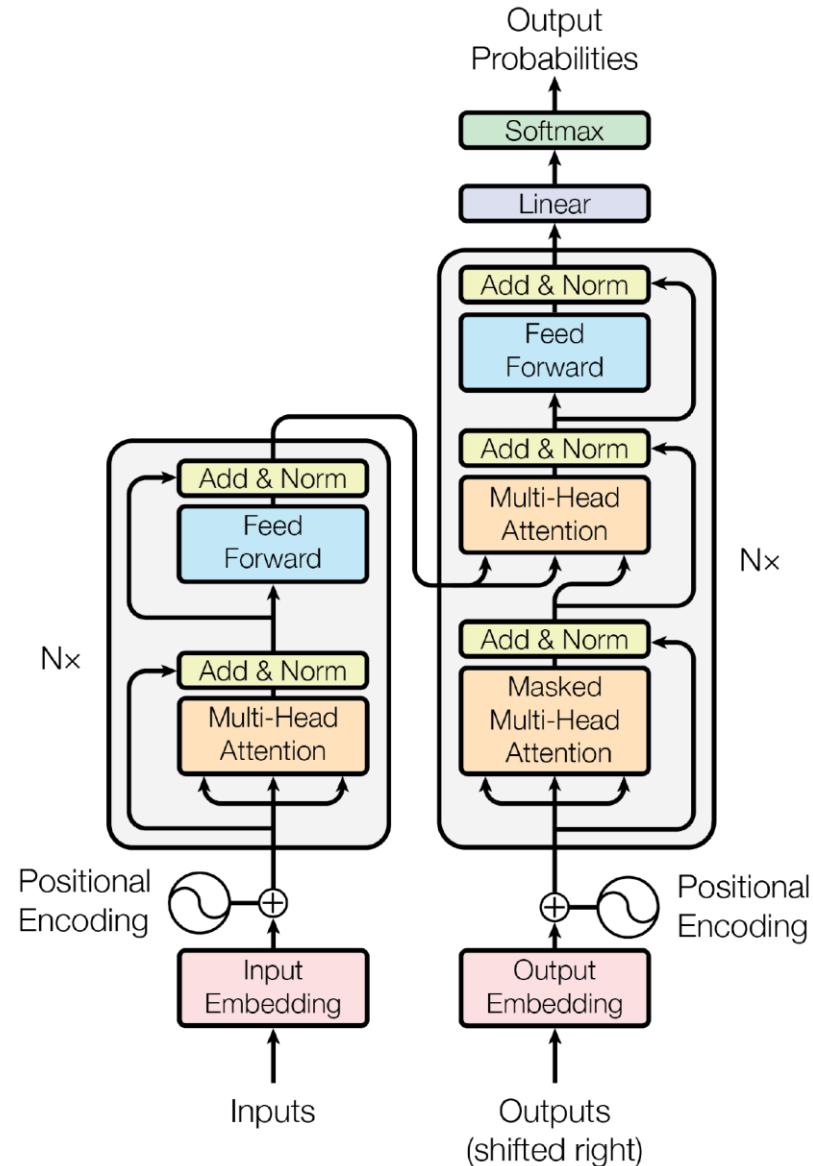 Output
Probabilities
Softmax
Linear
Add & Norm
Feed
Forward
Add & Norm
Multi-Head
Attention
Nx
Add & Norm
Masked
Multi-Head
Attention
Positional
Encoding
Output
Embedding
Outputs
(shifted right)
Add & Norm
Feed
Forward
Nx
Add & Norm
Multi-Head
Attention
Positional
Encoding
Input
Embedding
Inputs